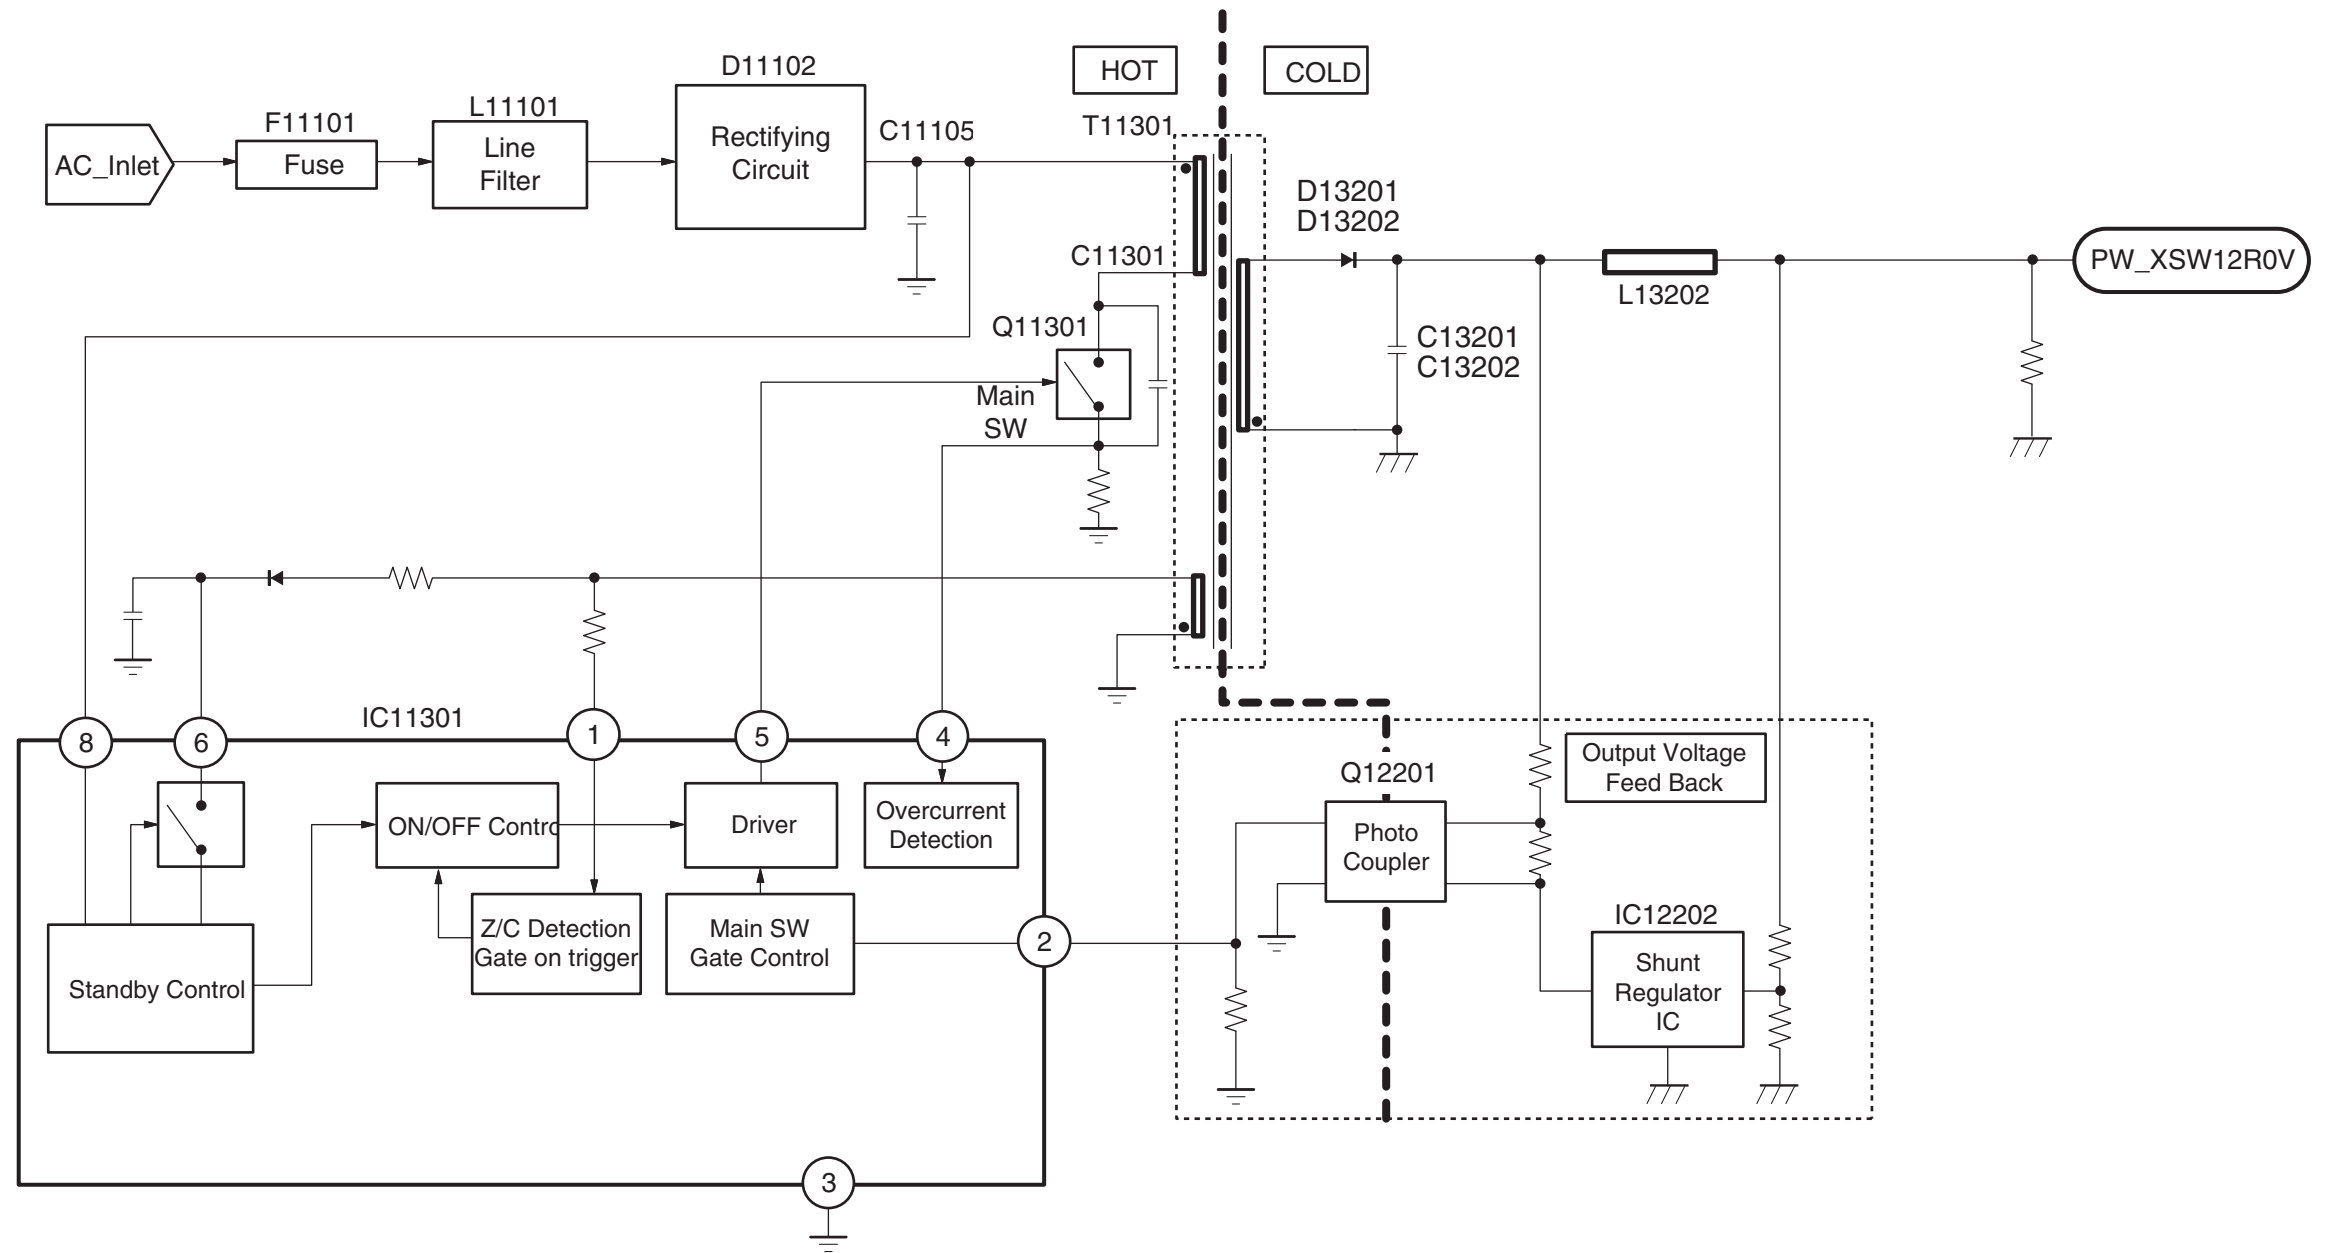 HOT
COLD
D11102
L11101
F11101
AC_Inlet
Fuse
Line
Filter
Rectifying
Circuit
C11105
T11301
D13201
D13202
C11301
PW_XSW12R0V
L13202
Q11301
C13201
C13202
Main
SW
IC11301
8
6
1
5
4
Output Voltage
Feed Back
Q12201
ON/OFF Contro
Driver
Overcurrent
Detection
Photo
Coupler
IC12202
Z/C Detection
Gate on trigger
Main SW
Gate Control
2
Standby Control
Shunt
Regulator
IC
3